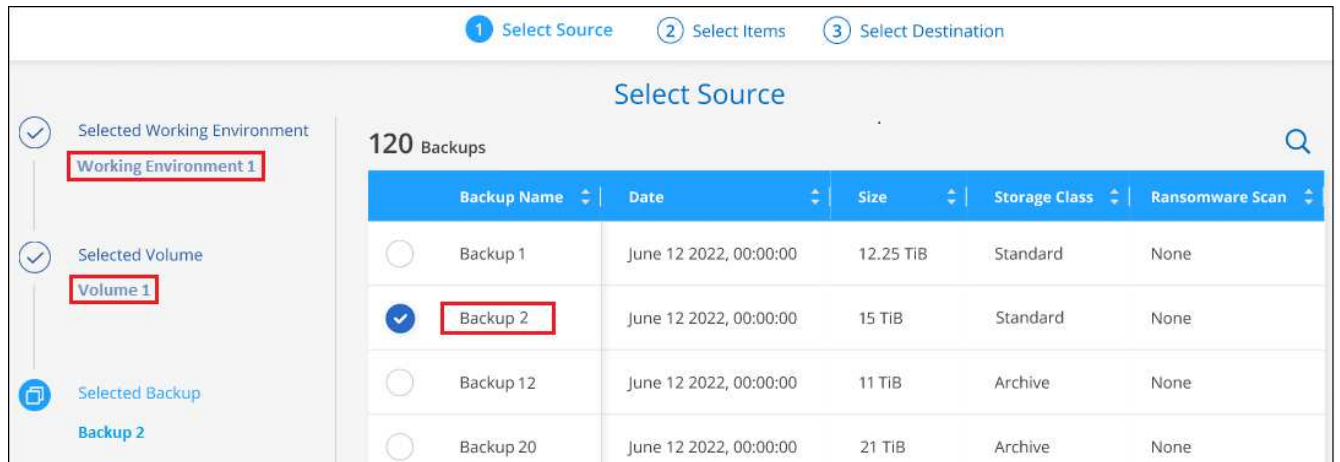 1 Select Source 2 Select Items 3 Select Destination
Select Source
Selected Working Environment
Working Environment 1
Selected Volume
Volume 1
Selected Backup
Backup 2
120 Backups
Backup Name Date Size Storage Class Ransomware Scan
Backup 1 June 12 2022, 00:00:00 12.25 TiB Standard None
Backup 2 June 12 2022, 00:00:00 15 TiB Standard None
Backup 12 June 12 2022, 00:00:00 11 TiB Archive None
Backup 20 June 12 2022, 00:00:00 21 TiB Archive None